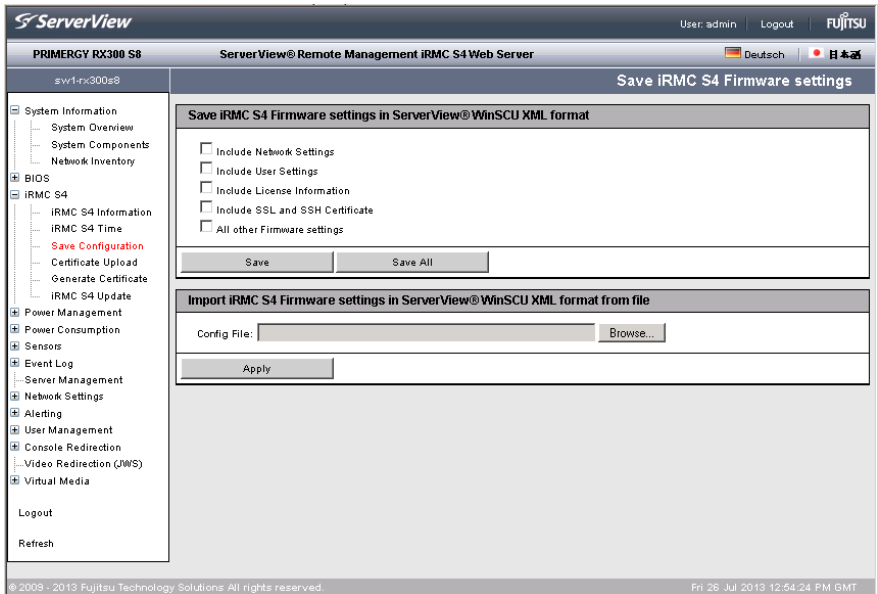 ServerView
User: admin Logout FUJITSU
PRIMERGY RX300 S8 ServerView® Remote Management iRMC S4 Web Server Deutsch 日本語
sw1-rx300s8 Save iRMC S4 Firmware settings
System Information
System Overview
System Components
Network Inventory
BIOS
iRMC S4
iRMC S4 Information
iRMC S4 Time
Save Configuration
Certificate Upload
Generate Certificate
iRMC S4 Update
Power Management
Power Consumption
Sensors
Event Log
Server Management
Network Settings
Alerting
User Management
Console Redirection
Video Redirection (JWS)
Virtual Media
Logout
Refresh
Save iRMC S4 Firmware settings in ServerView® WinSCU XML format
Include Network Settings
Include User Settings
Include License Information
Include SSL and SSH Certificate
All other Firmware settings
Save Save All
Import iRMC S4 Firmware settings in ServerView® WinSCU XML format from file
Config File: Browse...
Apply
© 2009 - 2013 Fujitsu Technology Solutions All rights reserved. Fri 26 Jul 2013 12:54:24 PM GMT